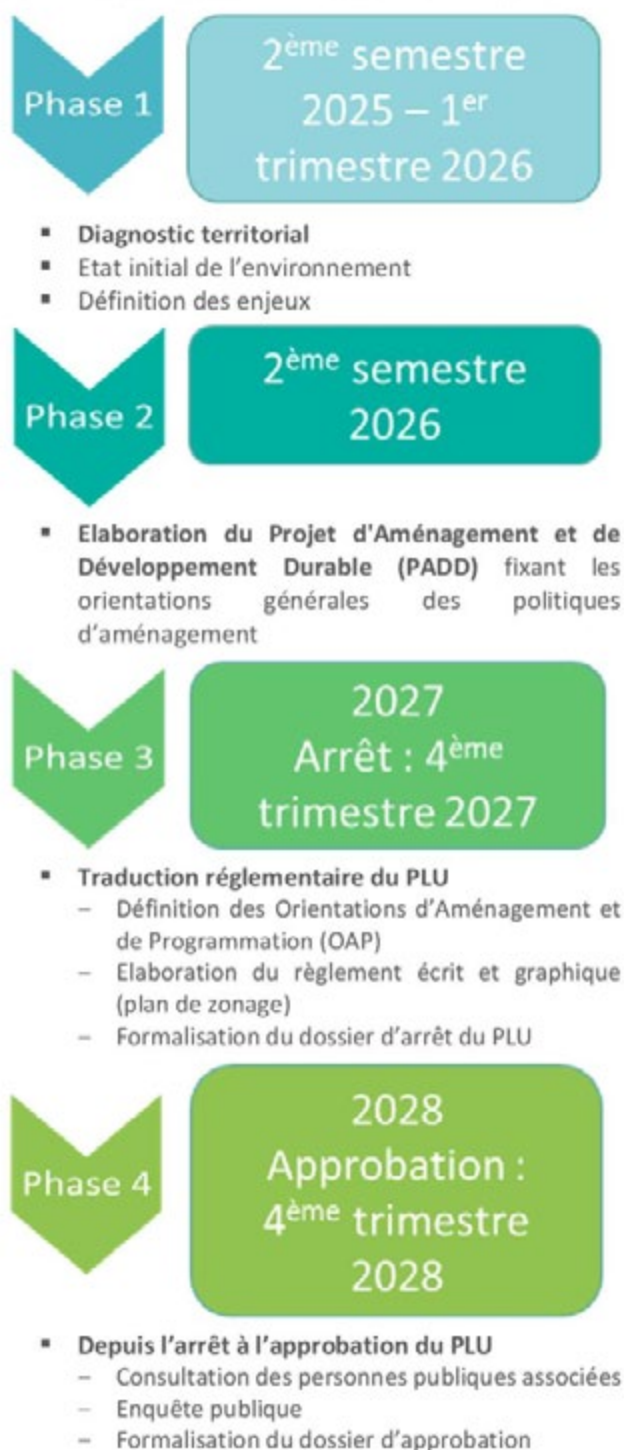 Phase 1
2ème semestre
2025 – 1er
trimestre 2026
▪ Diagnostic territorial
▪ Etat initial de l’environnement
▪ Définition des enjeux
Phase 2
2ème semestre
2026
▪ Elaboration du Projet d'Aménagement et de
Développement Durable (PADD) fixant les
orientations générales des politiques
d’aménagement
Phase 3
2027
Arrêt : 4ème
trimestre 2027
▪ Traduction réglementaire du PLU
– Définition des Orientations d’Aménagement et
de Programmation (OAP)
– Elaboration du règlement écrit et graphique
(plan de zonage)
– Formalisation du dossier d’arrêt du PLU
Phase 4
2028
Approbation :
4ème trimestre
2028
▪ Depuis l’arrêt à l’approbation du PLU
– Consultation des personnes publiques associées
– Enquête publique
– Formalisation du dossier d’approbation